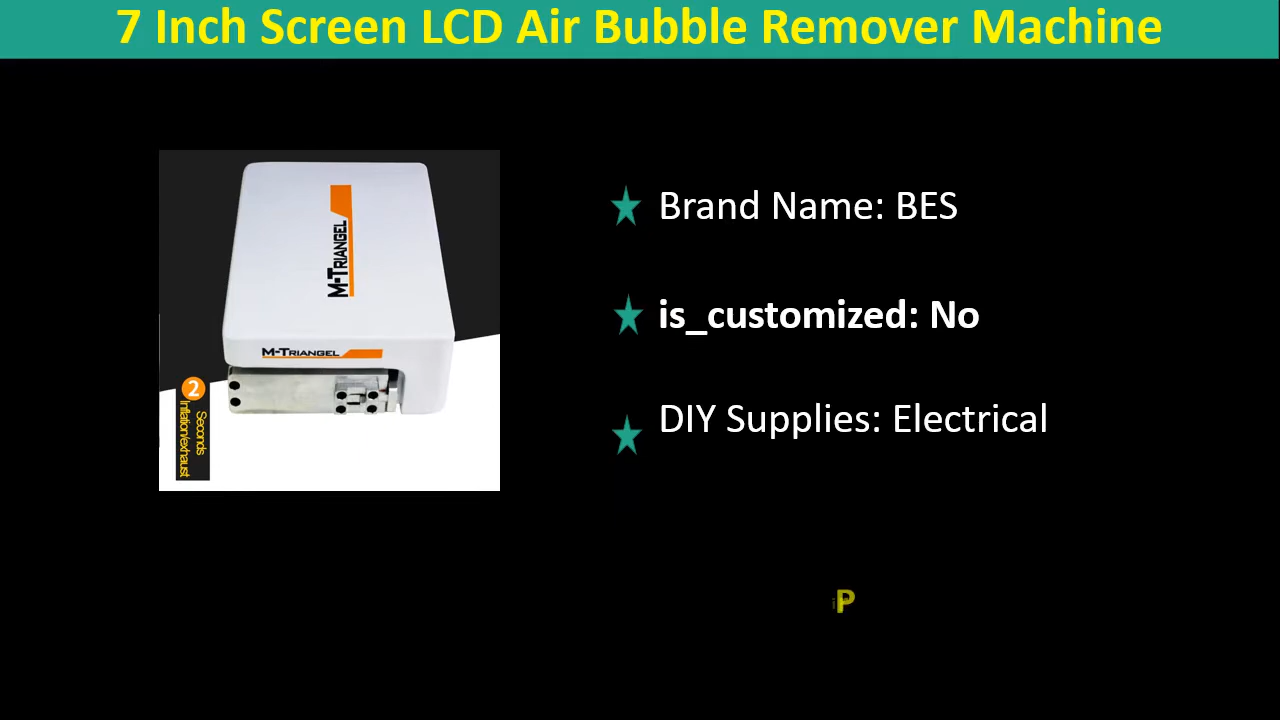 7 Inch Screen LCD Air Bubble Remover Machine
M-TRIANGEL
M-TRIANGEL
2
Seconds
Inflation/exhaust
Brand Name: BES
is_customized: No
DIY Supplies: Electrical
P